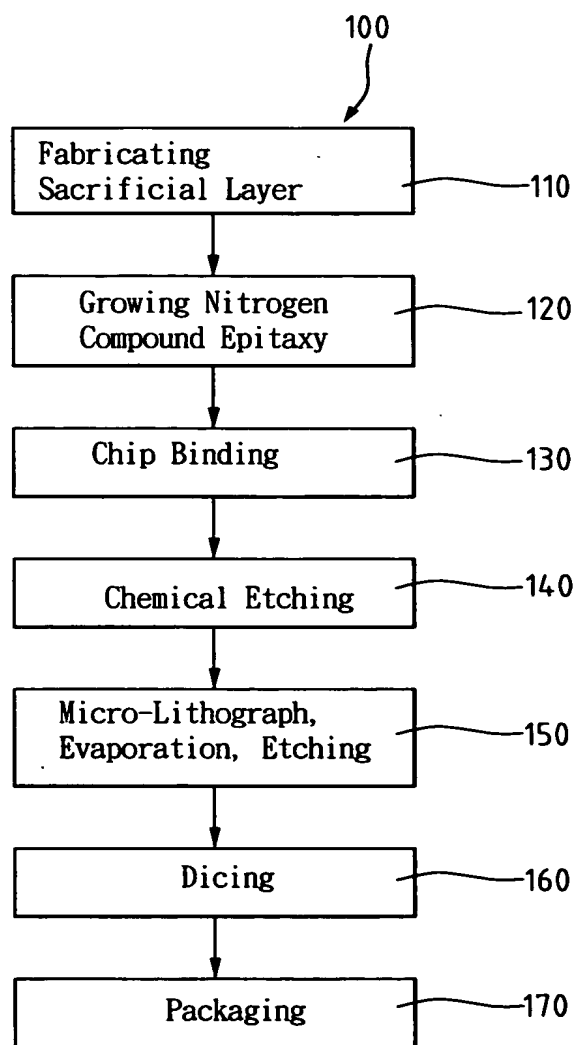 100
Fabricating
Sacrificial Layer
110
Growing Nitrogen
Compound Epitaxy
120
Chip Binding
130
Chemical Etching
140
Micro-Lithograph,
Evaporation, Etching
150
Dicing
160
Packaging
170